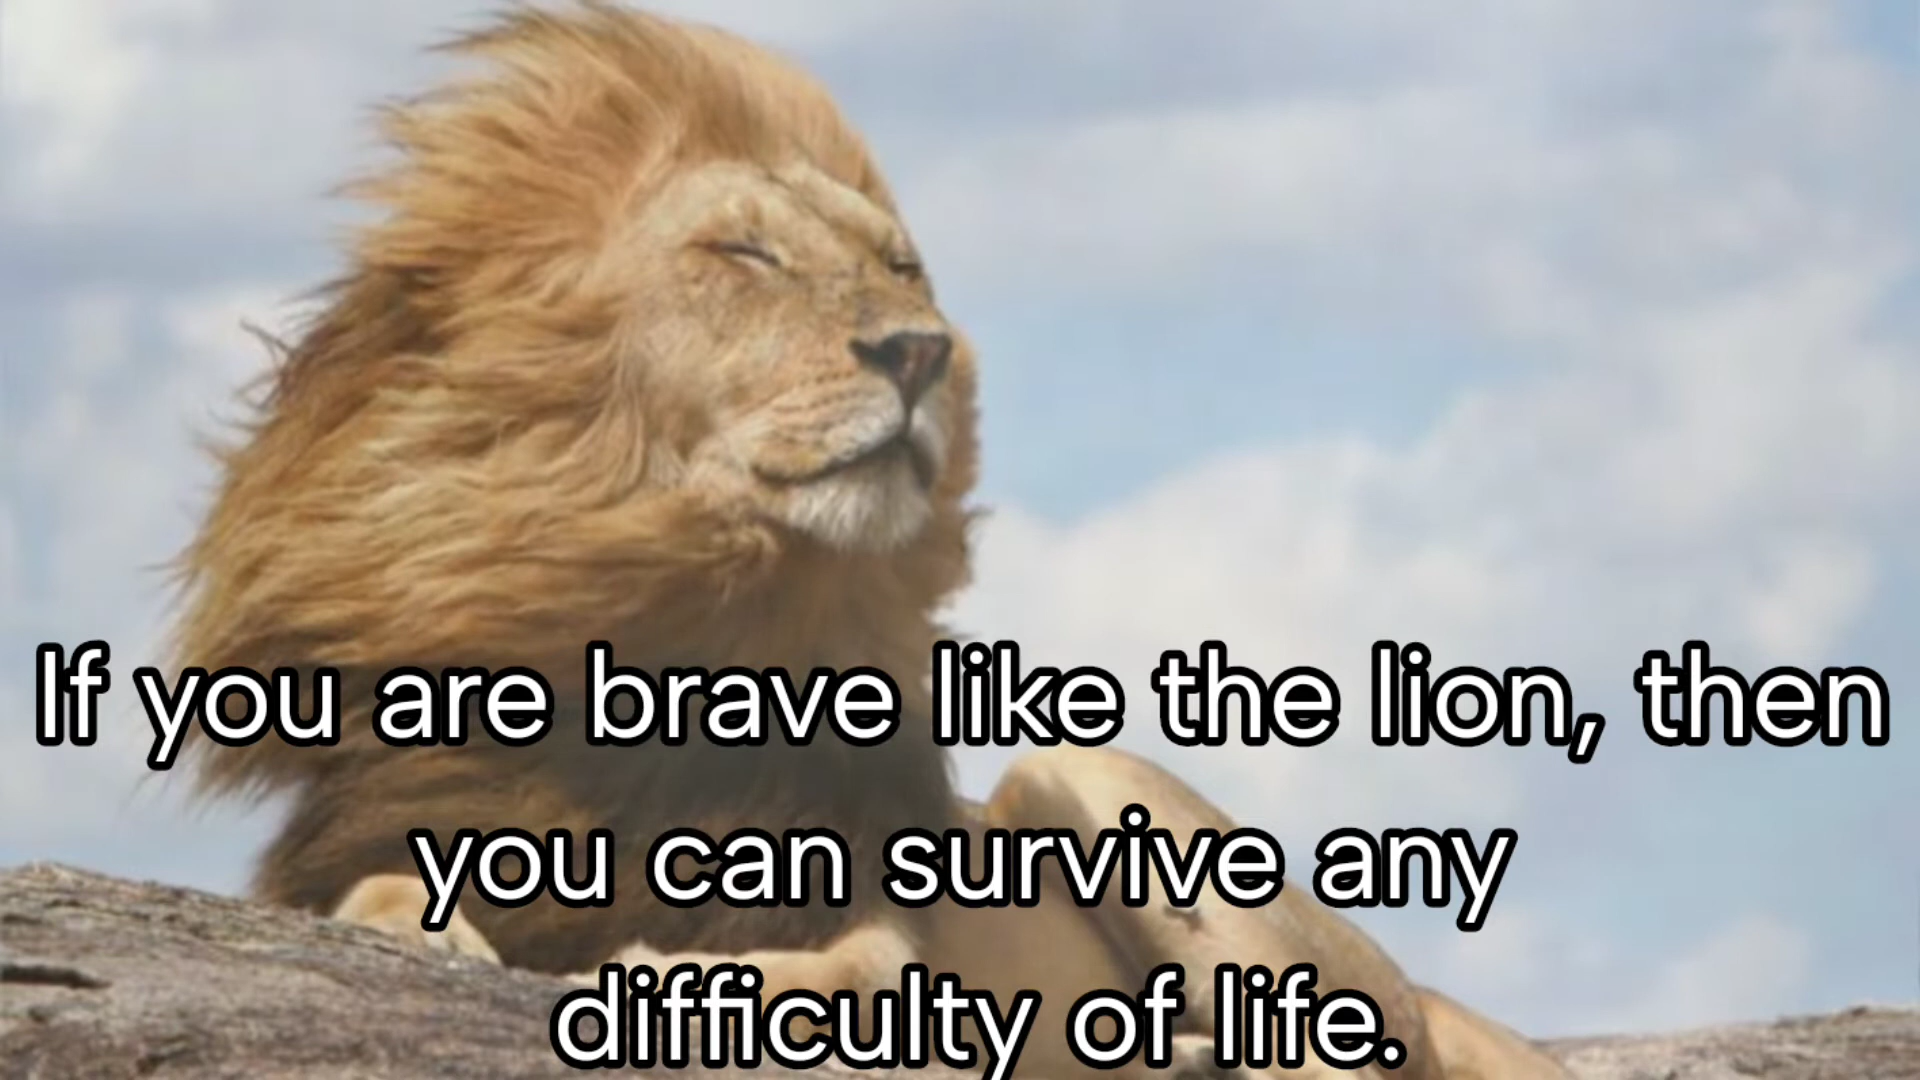 If you are brave like the lion, then
you can survive any
difficulty of life.